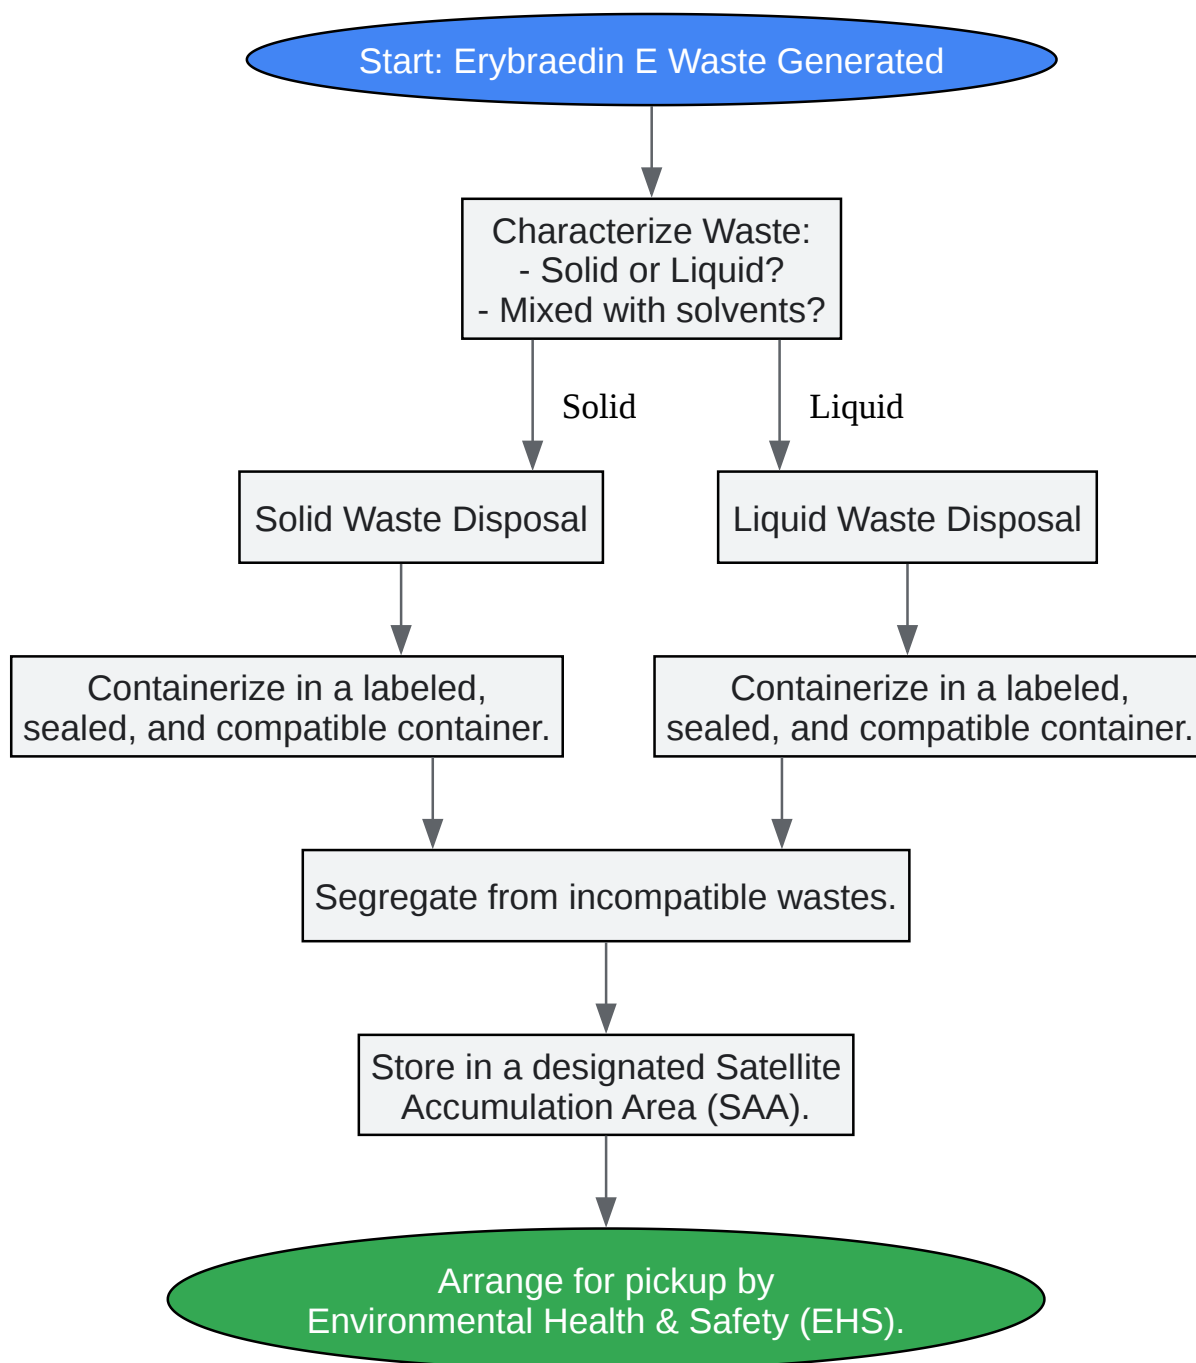 Start: Erybraedin E Waste Generated
Characterize Waste:
- Solid or Liquid?
- Mixed with solvents?
Solid
Liquid
Solid Waste Disposal
Liquid Waste Disposal
Containerize in a labeled,
sealed, and compatible container.
Containerize in a labeled,
sealed, and compatible container.
Segregate from incompatible wastes.
Store in a designated Satellite
Accumulation Area (SAA).
Arrange for pickup by
Environmental Health & Safety (EHS).